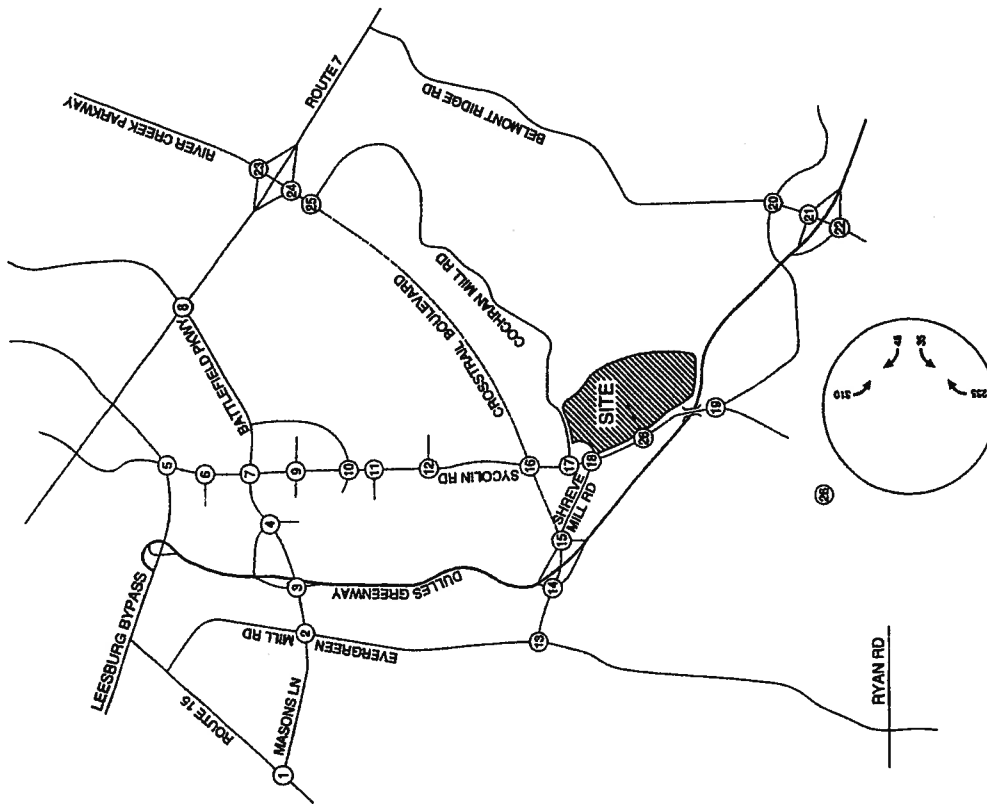 RIVER CREEK PARKWAY
ROUTE 7
BELMONT RIDGE RD
BATTLEFIELD PKWY
CROSSTRAIL BOULEVARD
COCHRAN MILL RD
LEESBURG BYPASS
ROUTE 15
MASONS LN
EVERGREEN
MILL RD
DULLES GREENWAY
SYCOLIN RD
SHREVE
MILL RD
SITE
RYAN RD
1
2
3
4
5
6
7
8
9
10
11
12
13
14
15
16
17
18
19
20
21
22
23
24
25
26
310
35
235